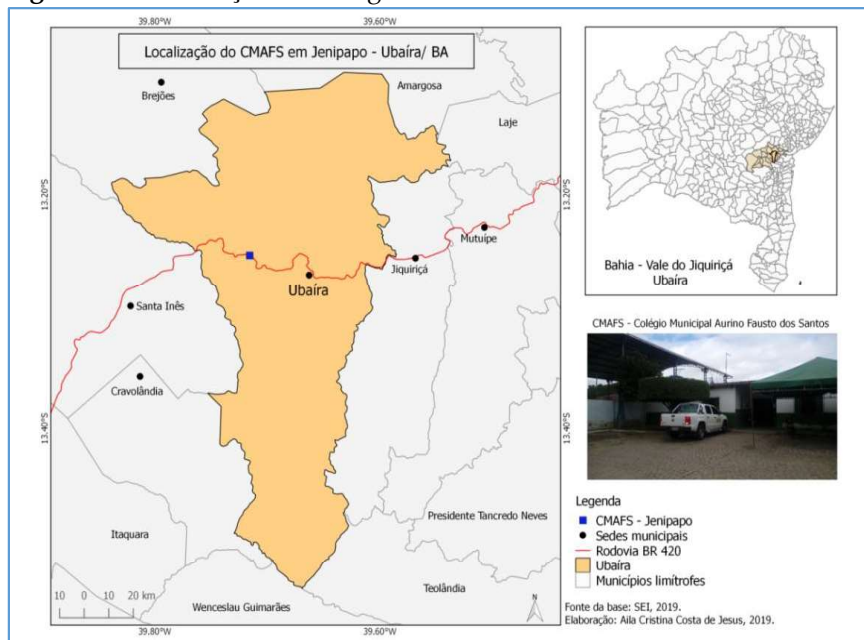 39.80°W
39.60°W
Localização do CMAFS em Jenipapo - Ubaíra/ BA
Brejões
Amargosa
Laje
13.20°S
13.20°S
Mutuípe
Jiquiriçá
Ubaíra
Santa Inês
Cravolândia
13.40°S
13.40°S
Presidente Tancredo Neves
Itaquara
Teolândia
Wenceslau Guimarães
10 0 10 20 km
N
39.80°W
39.60°W
Bahia - Vale do Jiquiriçá
Ubaíra
CMAFS - Colégio Municipal Aurino Fausto dos Santos
Legenda
CMAFS - Jenipapo
Sedes municipais
Rodovia BR 420
Ubaíra
Municípios limítrofes
Fonte da base: SEI, 2019.
Elaboração: Aila Cristina Costa de Jesus, 2019.